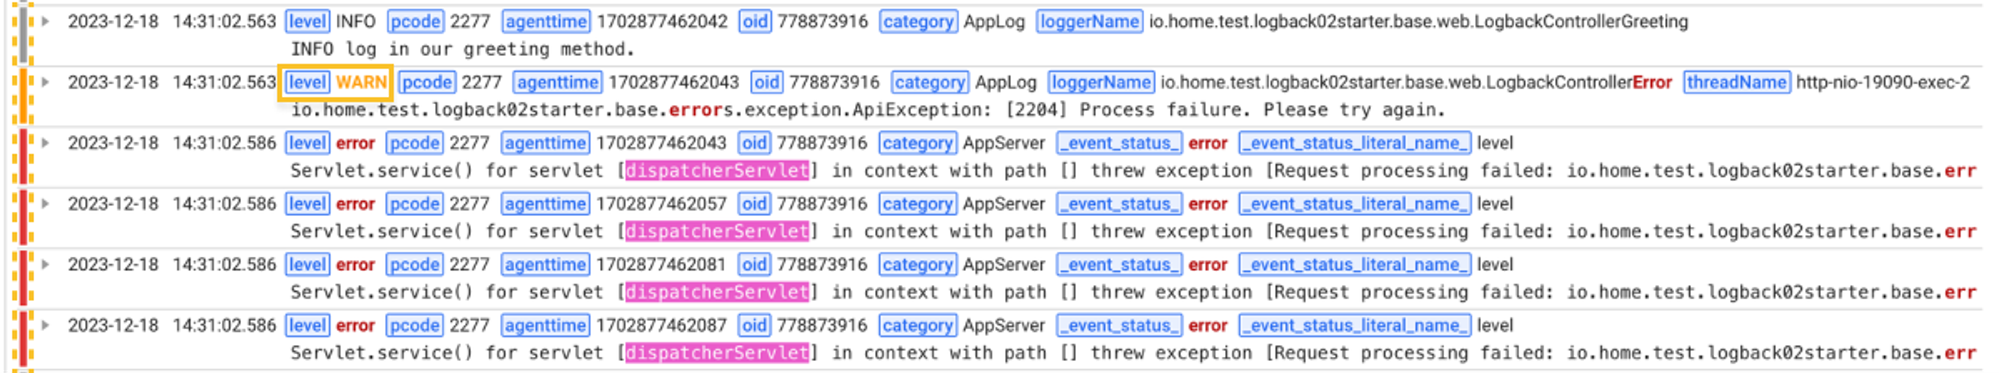 2023-12-18 14:31:02.563 level INFO pcode 2277 agenttime 1702877462042 oid 778873916 category AppLog loggerName io.home.test.logback02starter.base.web.LogbackControllerGreeting
INFO log in our greeting method.
2023-12-18 14:31:02.563 level WARN pcode 2277 agenttime 1702877462043 oid 778873916 category AppLog loggerName io.home.test.logback02starter.base.web.LogbackControllerError threadName http-nio-19090-exec-2
io.home.test.logback02starter.base.errors.exception.ApiException: [2204] Process failure. Please try again.
2023-12-18 14:31:02.586 level error pcode 2277 agenttime 1702877462043 oid 778873916 category AppServer _event_status_ error _event_status_literal_name_ level
Servlet.service() for servlet [dispatcherServlet] in context with path [] threw exception [Request processing failed: io.home.test.logback02starter.base.err
2023-12-18 14:31:02.586 level error pcode 2277 agenttime 1702877462057 oid 778873916 category AppServer _event_status_ error _event_status_literal_name_ level
Servlet.service() for servlet [dispatcherServlet] in context with path [] threw exception [Request processing failed: io.home.test.logback02starter.base.err
2023-12-18 14:31:02.586 level error pcode 2277 agenttime 1702877462081 oid 778873916 category AppServer _event_status_ error _event_status_literal_name_ level
Servlet.service() for servlet [dispatcherServlet] in context with path [] threw exception [Request processing failed: io.home.test.logback02starter.base.err
2023-12-18 14:31:02.586 level error pcode 2277 agenttime 1702877462087 oid 778873916 category AppServer _event_status_ error _event_status_literal_name_ level
Servlet.service() for servlet [dispatcherServlet] in context with path [] threw exception [Request processing failed: io.home.test.logback02starter.base.err